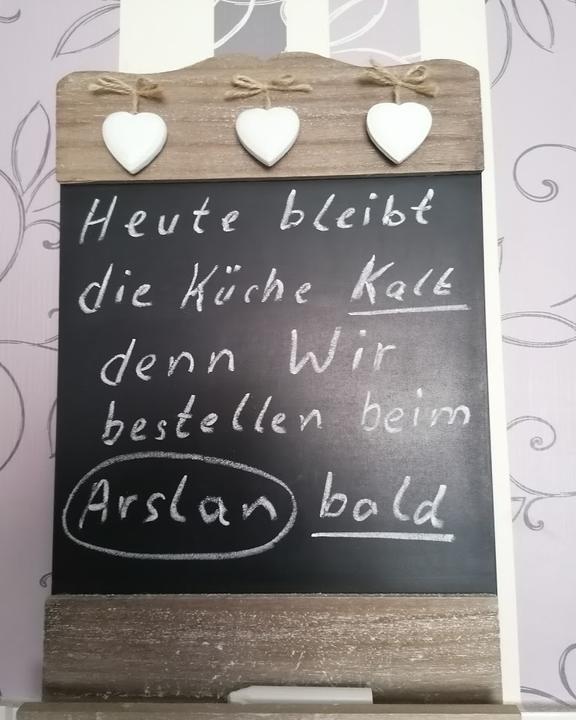 Heute bleibt
die Küche Kalt
denn Wir
bestellen beim
Arslan bald